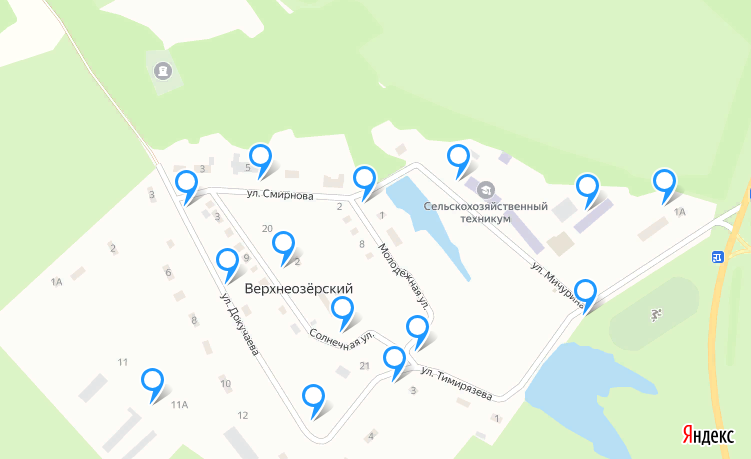 3
5
3
ул. Смирнова
2
1
Сельскохозяйственный
техникум
1А
3
20
8
2
9
2
6
1А
Верхнеозёрский
Молодёжная ул.
ул. Мичурина
ул. Докучаева
8
Солнечная ул.
21
ул. Тимирязева
11
10
3
11А
12
4
1
Яндекс